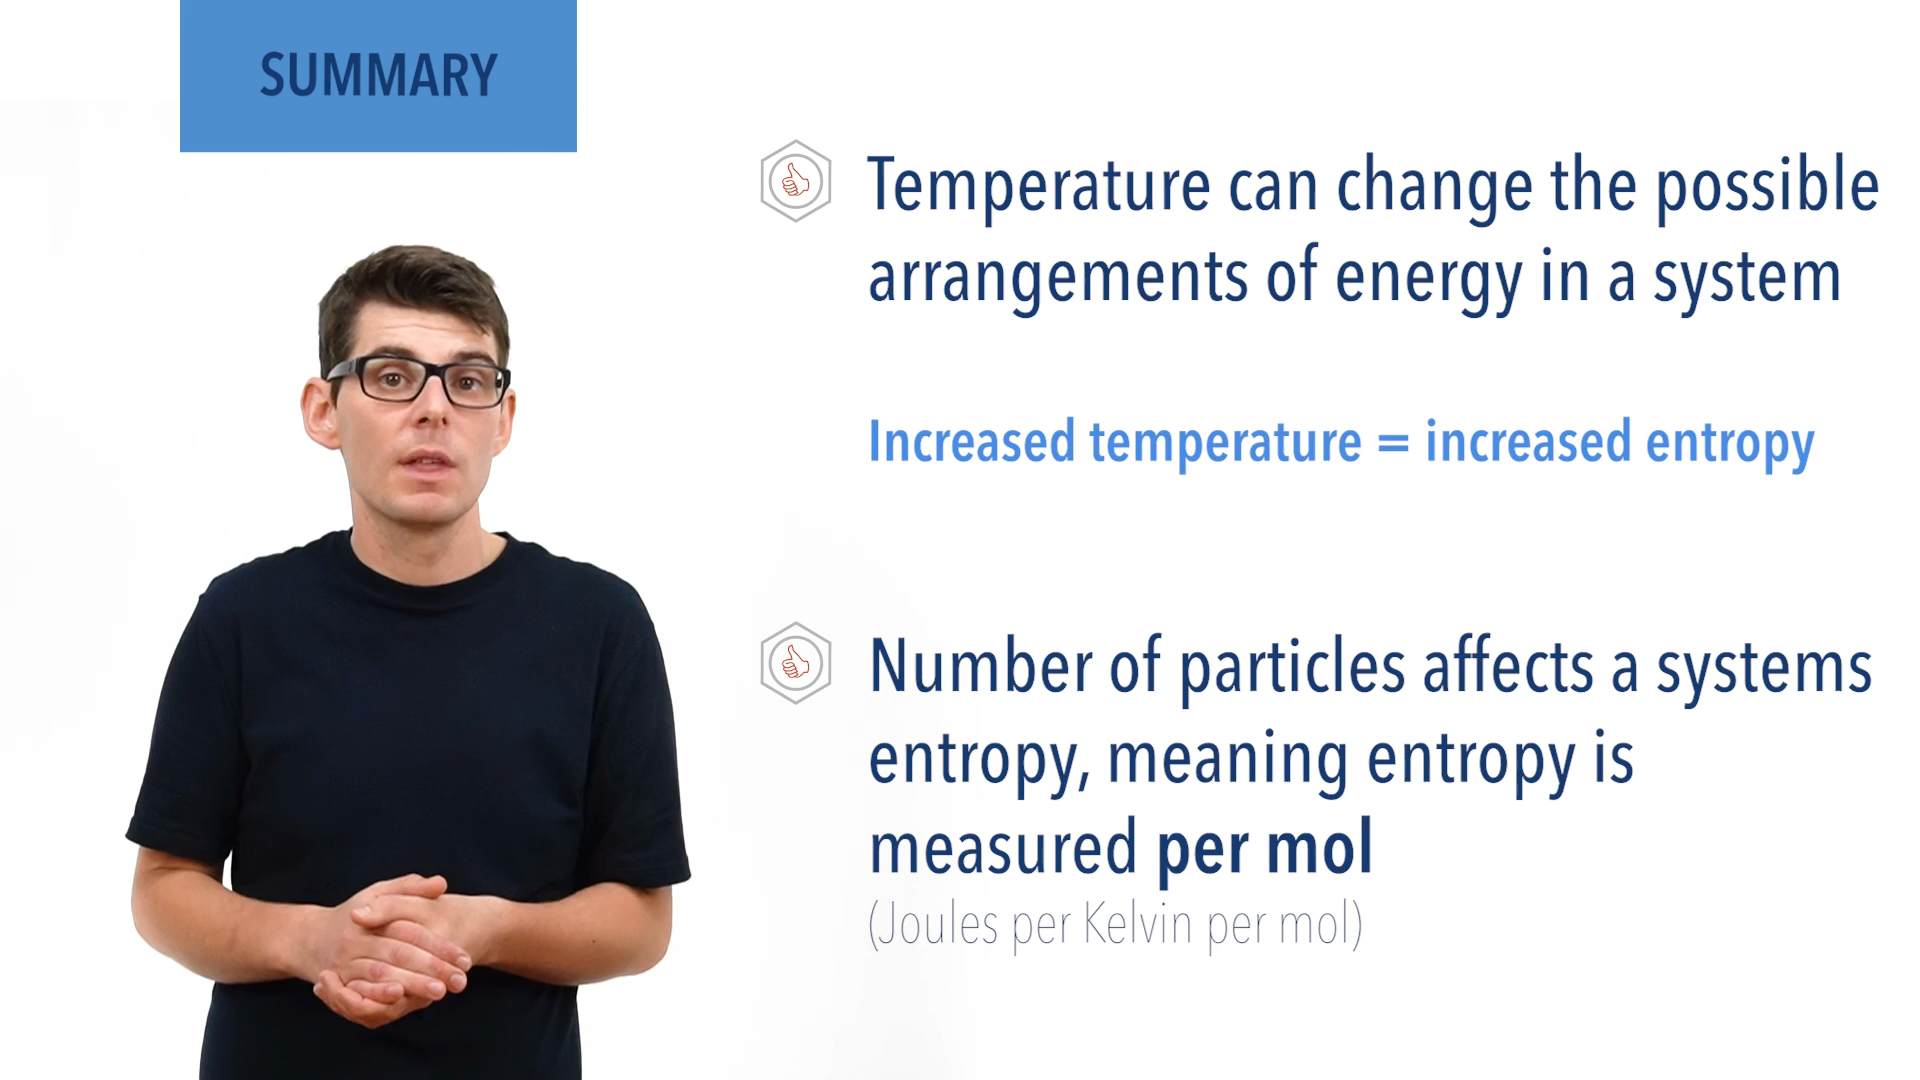 SUMMARY
Temperature can change the possible
arrangements of energy in a system
Increased temperature = increased entropy
Number of particles affects a systems
entropy, meaning entropy is
measured per mol
(Joules per Kelvin per mol)